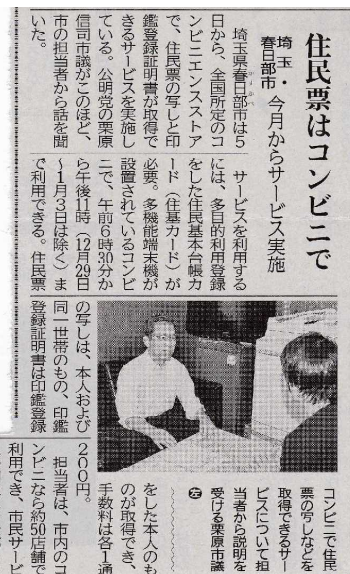 住民票はコンビニで
埼玉・春日部市
今月からサービス実施
埼玉県春日部市は5
日から、全国所定のコ
ンビニエンスストア
で、住民票の写しと印
鑑登録証明書が取得で
きるサービスを実施し
ている。公明党の栗原
信司市議がこのほど、
市の担当者から話を聞
いた。
サービスを利用する
には、多目的利用登録
をした住民基本台帳カ
ード(住基カード)が
必要。多機能端末機が
設置されているコンビ
ニで、午前6時30分か
ら午後11時(12月29日
〜1月3日は除く)ま
で利用できる。住民票
の写しは、本人および
同一世帯のもの、印鑑
登録証明書は印鑑登録
をした本人のも
のが取得でき、
手数料は各1通
200円。
担当者は、市内のコ
ンビニなら約50店舗で
利用でき、市民サービ
コンビニで住民
票の写しなどを
取得できるサー
ビスについて担
当者から説明を
受ける栗原市議
左